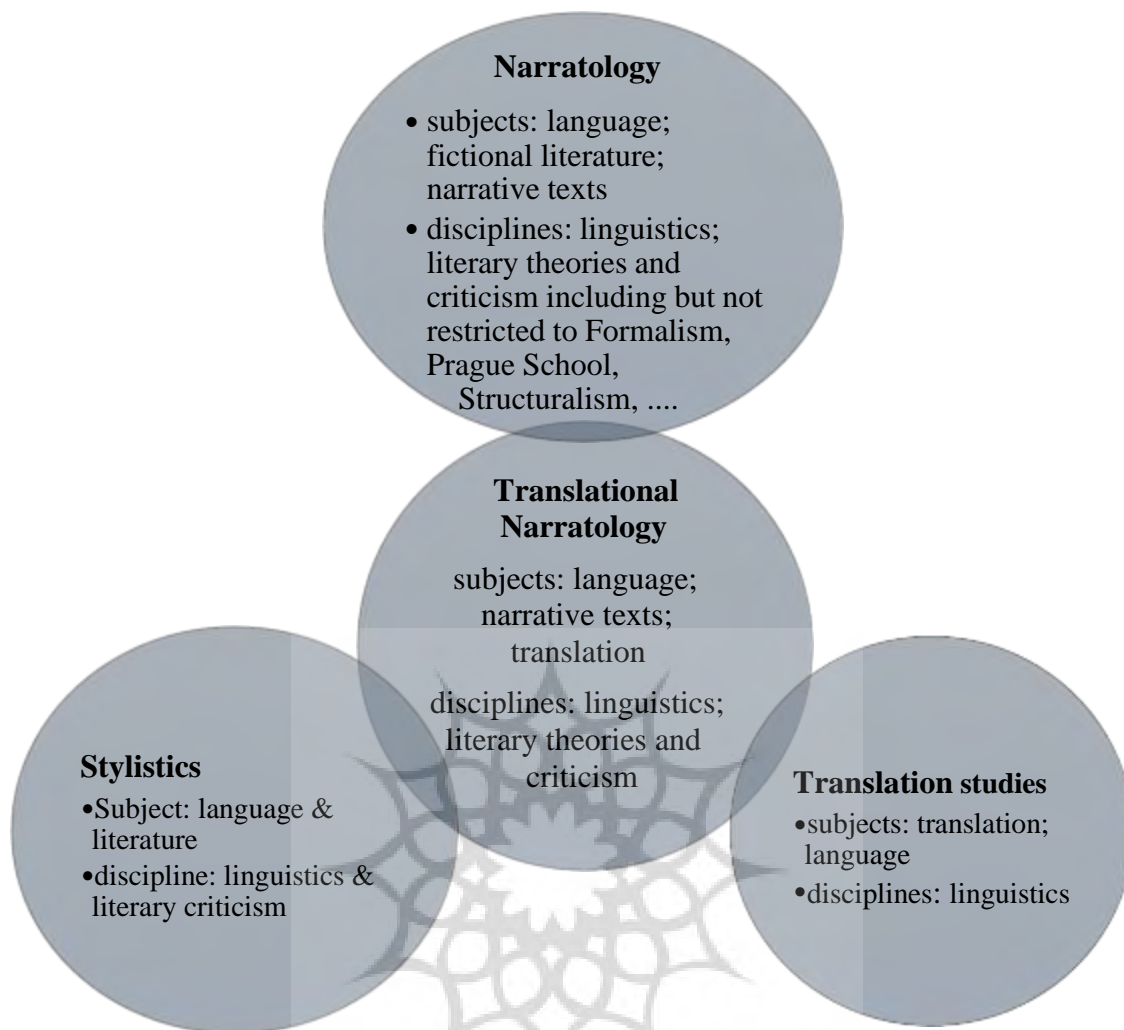 Narratology
• subjects: language;
fictional literature;
narrative texts
• disciplines: linguistics;
literary theories and
criticism including but not
restricted to Formalism,
Prague School,
Structuralism, ....
Translational
Narratology
subjects: language;
narrative texts;
translation
disciplines: linguistics;
literary theories and
criticism
Stylistics
•Subject: language &
literature
•discipline: linguistics &
literary criticism
Translation studies
•subjects: translation;
language
•disciplines: linguistics